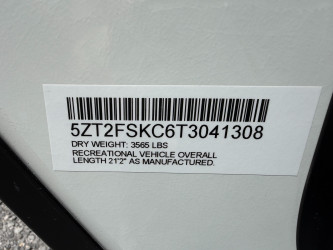 5ZT2FSKC6T3041308
DRY WEIGHT: 3565 LBS
RECREATIONAL VEHICLE OVERALL
LENGTH 21'2" AS MANUFACTURED.